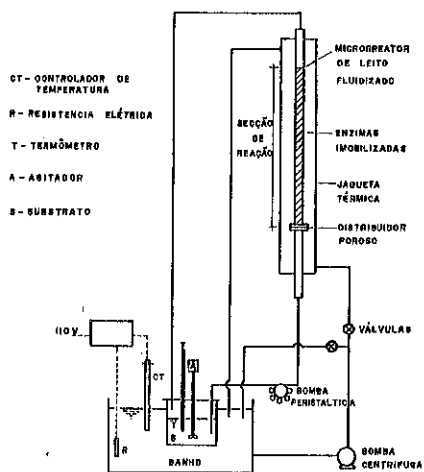 CT - CONTROLADOR DE
TEMPERATURA
R - RESISTENCIA ELÉTRICA
T - TERMÔMETRO
A - AGITADOR
S - SUBSTRATO
MICROREATOR
DE LEITO
FLUIDIZADO
SECÇÃO
DE
REAÇÃO
ENZIMAS
IMOBILIZADAS
JAQUETA
TÉRMICA
DISTRIBUIDOR
POROSO
110 V
VÁLVULAS
CT
A
BOMBA
PERISTÁLTICA
T
S
R
BANHO
BOMBA
CENTRÍFUGA